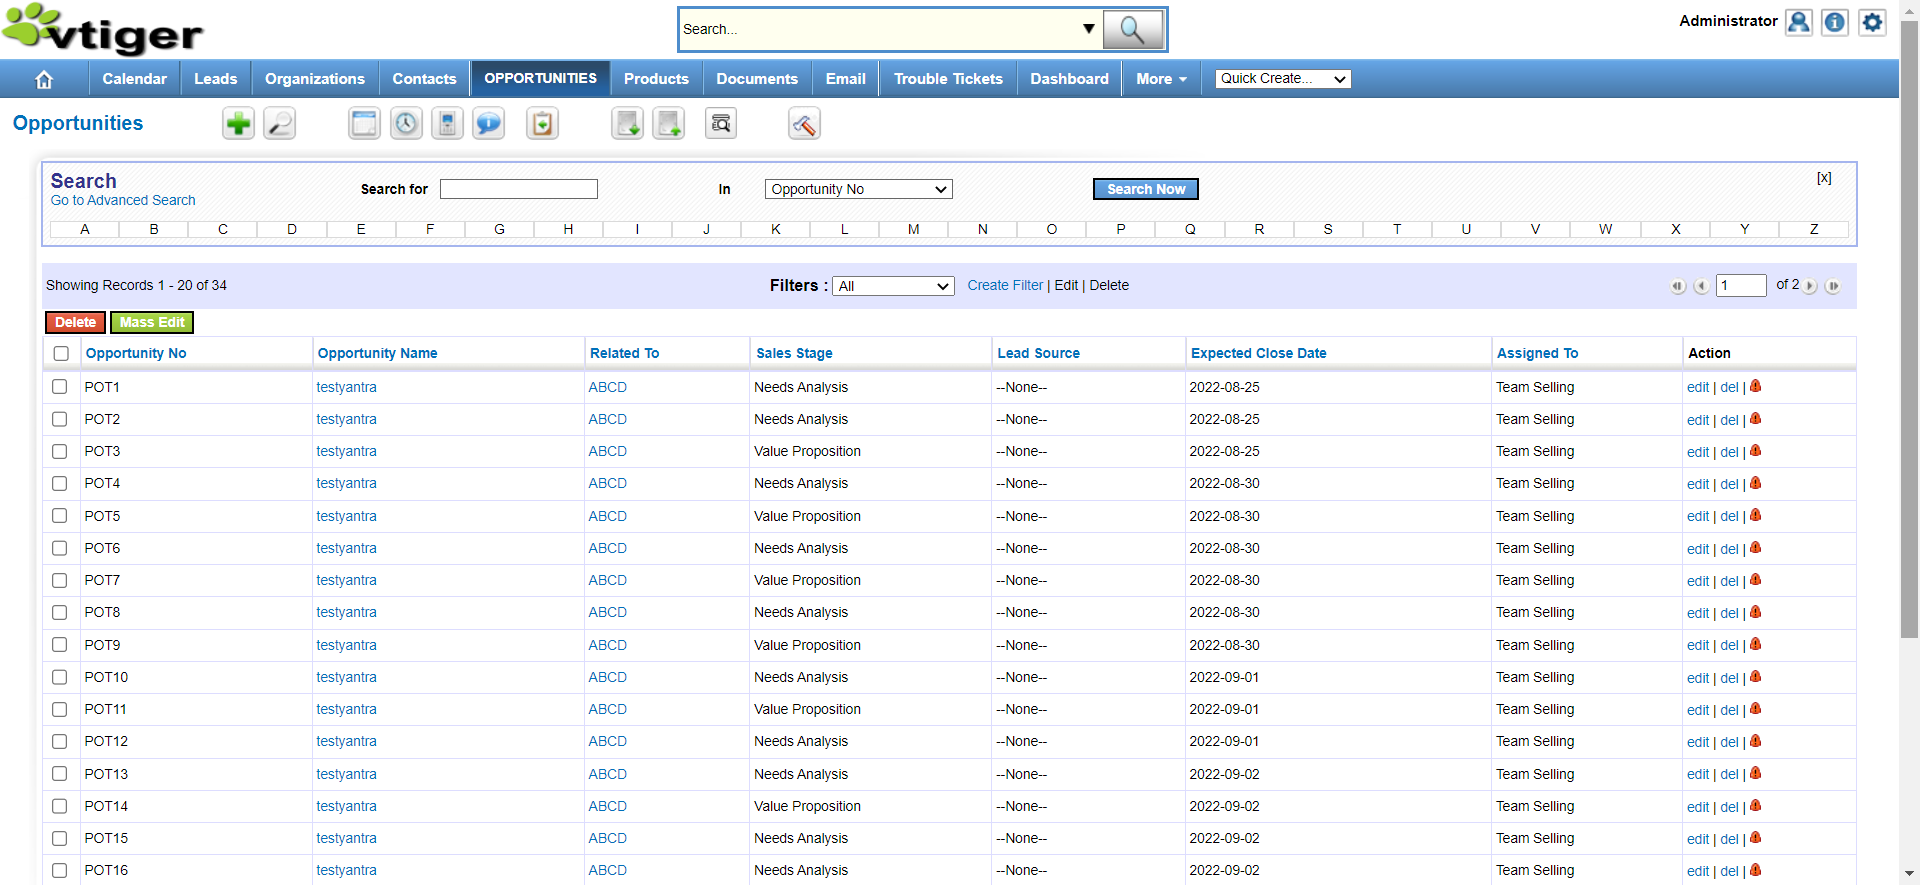 vtiger
Search...
Administrator
Calendar Leads Organizations Contacts OPPORTUNITIES Products Documents Email Trouble Tickets Dashboard More Quick Create...
Opportunities
Search
Go to Advanced Search
Search for In Opportunity No Search Now [x]
A B C D E F G H I J K L M N O P Q R S T U V W X Y Z
Showing Records 1 - 20 of 34 Filters : All Create Filter | Edit | Delete 1 of 2
Delete Mass Edit
Opportunity No Opportunity Name Related To Sales Stage Lead Source Expected Close Date Assigned To Action
POT1 testyantra ABCD Needs Analysis --None-- 2022-08-25 Team Selling edit | del |
POT2 testyantra ABCD Needs Analysis --None-- 2022-08-25 Team Selling edit | del |
POT3 testyantra ABCD Value Proposition --None-- 2022-08-25 Team Selling edit | del |
POT4 testyantra ABCD Needs Analysis --None-- 2022-08-30 Team Selling edit | del |
POT5 testyantra ABCD Value Proposition --None-- 2022-08-30 Team Selling edit | del |
POT6 testyantra ABCD Needs Analysis --None-- 2022-08-30 Team Selling edit | del |
POT7 testyantra ABCD Value Proposition --None-- 2022-08-30 Team Selling edit | del |
POT8 testyantra ABCD Needs Analysis --None-- 2022-08-30 Team Selling edit | del |
POT9 testyantra ABCD Value Proposition --None-- 2022-08-30 Team Selling edit | del |
POT10 testyantra ABCD Needs Analysis --None-- 2022-09-01 Team Selling edit | del |
POT11 testyantra ABCD Value Proposition --None-- 2022-09-01 Team Selling edit | del |
POT12 testyantra ABCD Needs Analysis --None-- 2022-09-01 Team Selling edit | del |
POT13 testyantra ABCD Needs Analysis --None-- 2022-09-02 Team Selling edit | del |
POT14 testyantra ABCD Value Proposition --None-- 2022-09-02 Team Selling edit | del |
POT15 testyantra ABCD Needs Analysis --None-- 2022-09-02 Team Selling edit | del |
POT16 testyantra ABCD Needs Analysis --None-- 2022-09-02 Team Selling edit | del |